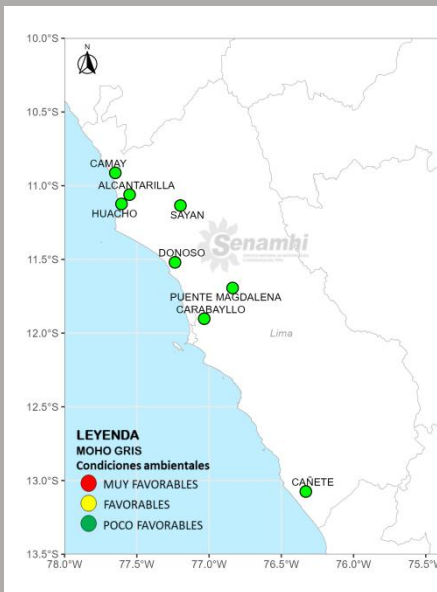 N
10.0°S
10.5°S
11.0°S
11.5°S
12.0°S
12.5°S
13.0°S
13.5°S
CAMAY
ALCANTARILLA
HUACHO
SAYAN
Senamhi
DONOSO
PUENTE MAGDALENA
CARABAYLLO
Lima
CAÑETE
LEYENDA
MOHO GRIS
Condiciones ambientales
MUY FAVORABLES
FAVORABLES
POCO FAVORABLES
78.0°W 77.5°W 77.0°W 76.5°W 76.0°W 75.5°W